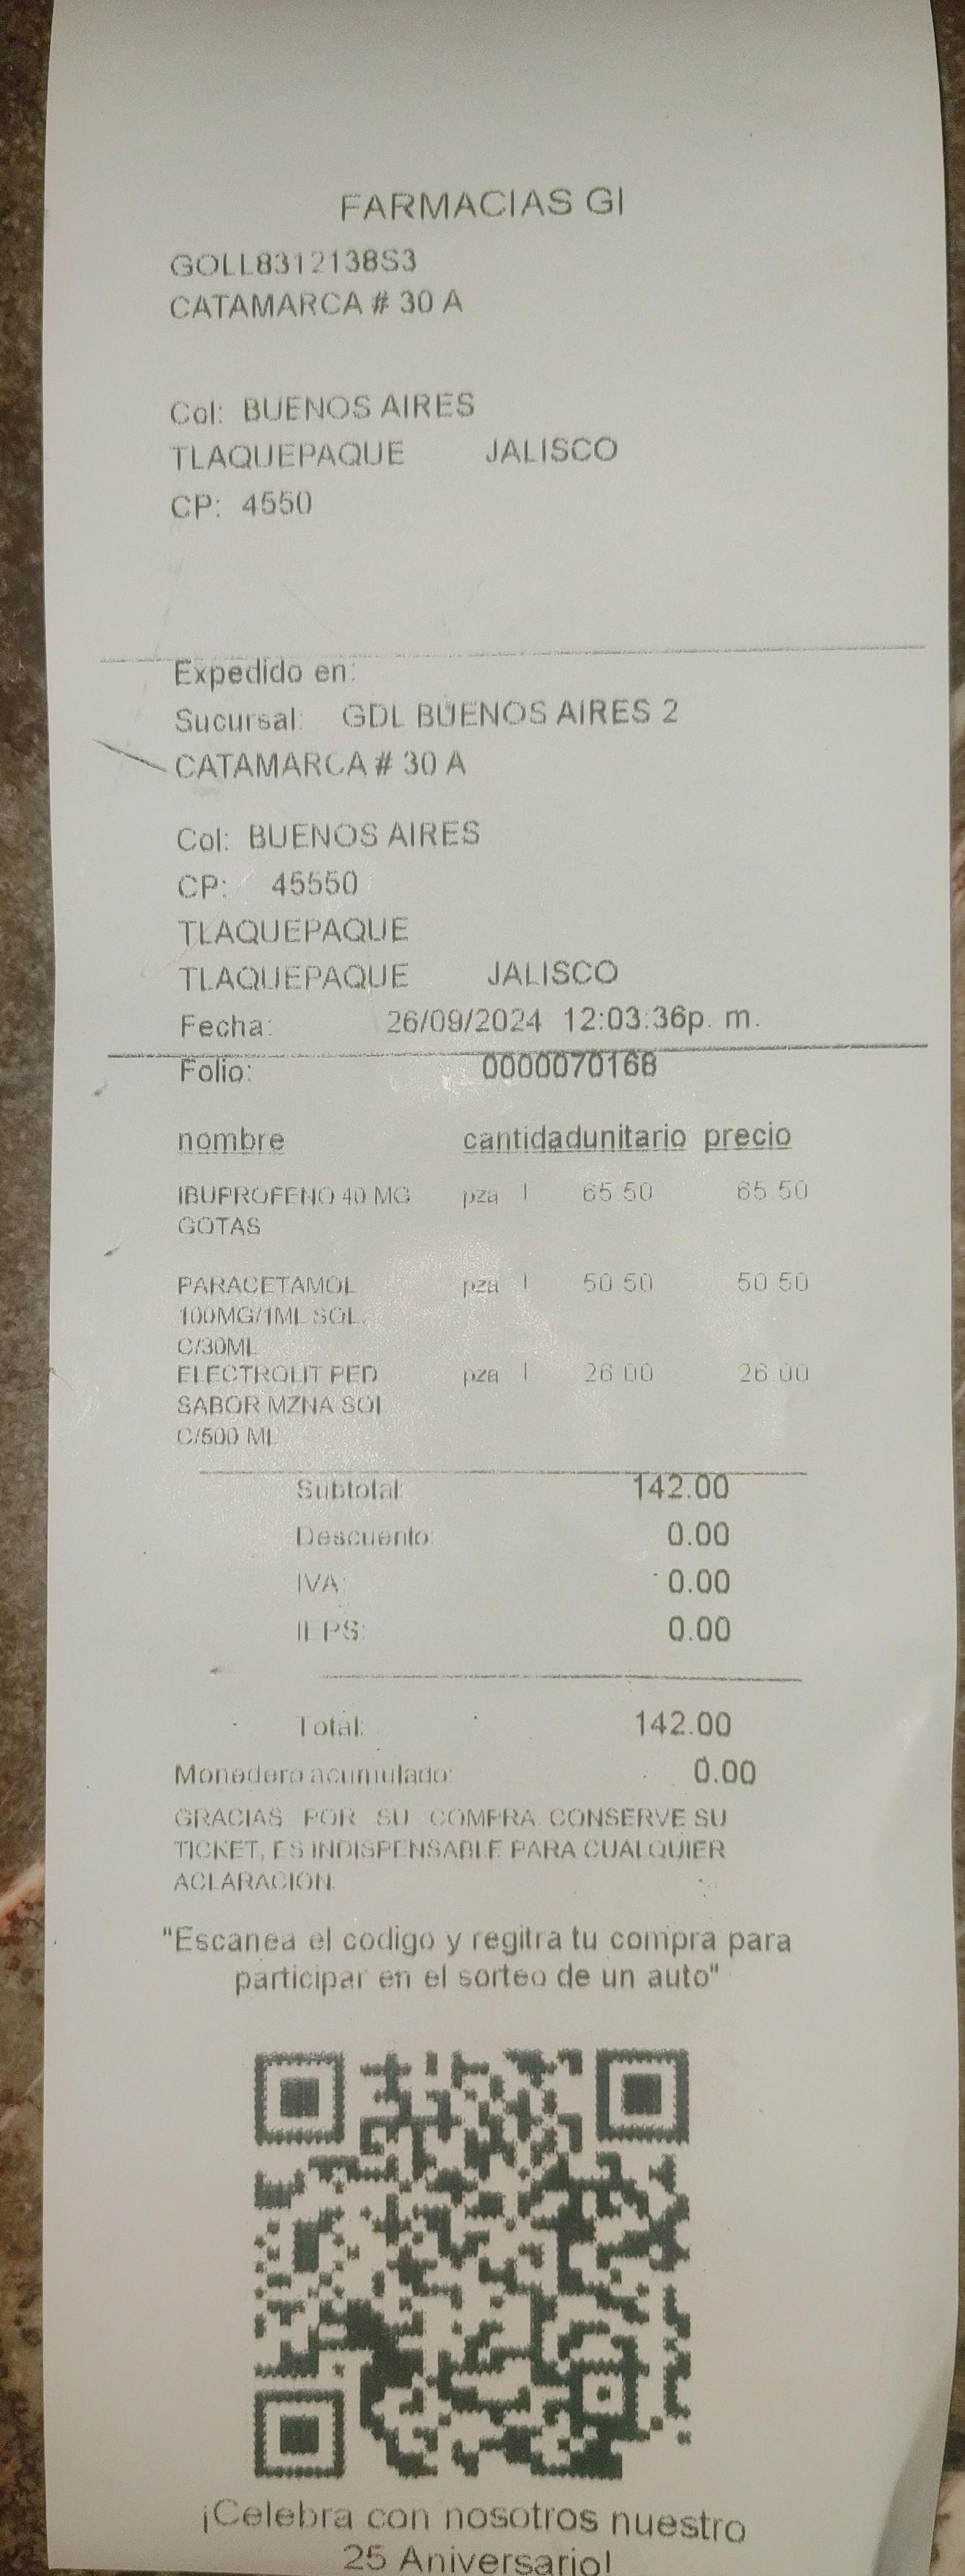 FARMACIAS GI
GOLL8312138S3
CATAMARCA # 30 A
Col: BUENOS AIRES
TLAQUEPAQUE JALISCO
CP: 4550
Expedido en:
Sucursal: GDL BUENOS AIRES 2
CATAMARCA # 30 A
Col: BUENOS AIRES
CP: 45550
TLAQUEPAQUE
TLAQUEPAQUE JALISCO
Fecha: 26/09/2024 12:03:36p. m.
Folio: 0000070168
nombre cantidadunitario precio
IBUPROFENO 40 MG pza 1 65.50 65.50
GOTAS
PARACETAMOL pza 1 50.50 50.50
100MG/1ML SOL.
C/30ML
ELECTROLIT PED pza 1 26.00 26.00
SABOR MZNA SOL
C/500 ML
Subtotal: 142.00
Descuento: 0.00
IVA: 0.00
IEPS: 0.00
Total: 142.00
Monedero acumulado: 0.00
GRACIAS POR SU COMPRA CONSERVE SU
TICKET, ES INDISPENSABLE PARA CUALQUIER
ACLARACION.
"Escanea el codigo y regitra tu compra para
participar en el sorteo de un auto"
¡Celebra con nosotros nuestro
25 Aniversario!